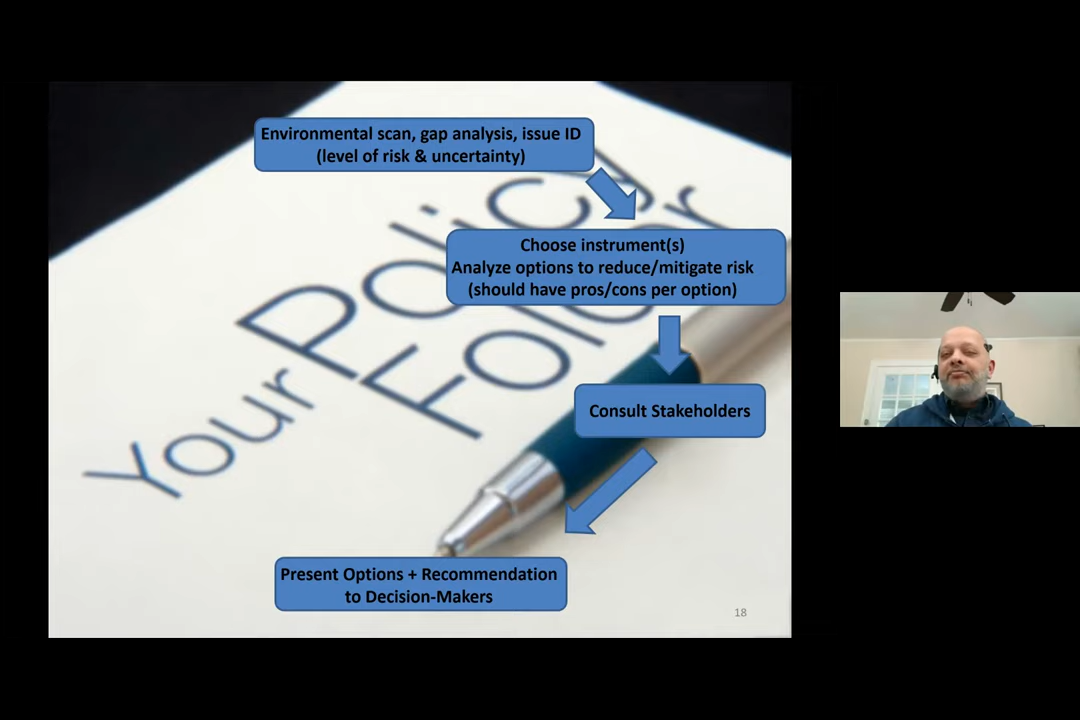 Environmental scan, gap analysis, issue ID
(level of risk & uncertainty)
Choose instrument(s)
Analyze options to reduce/mitigate risk
(should have pros/cons per option)
Your Policy
Consult Stakeholders
Present Options + Recommendation
to Decision-Makers
18